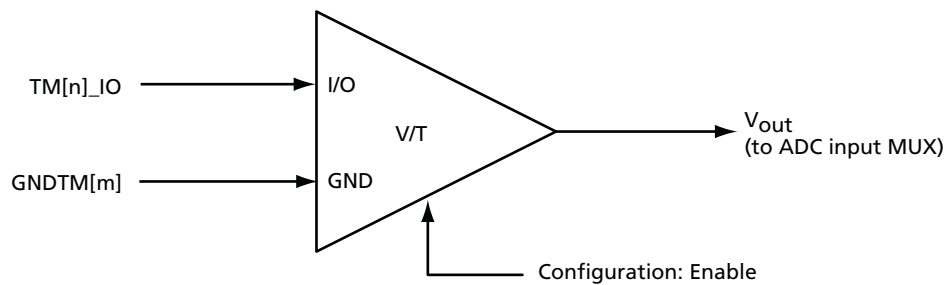 TM[n]_IO
I/O
V/T
GNDTM[m]
GND
Vout
(to ADC input MUX)
Configuration: Enable